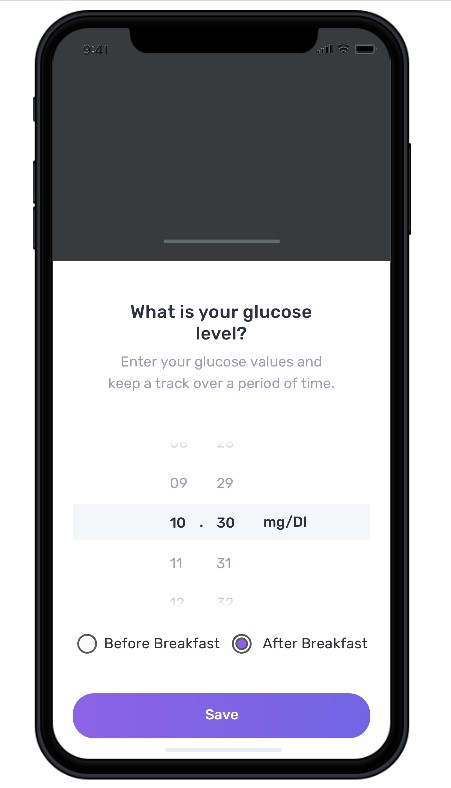 9:41
What is your glucose
level?
Enter your glucose values and
keep a track over a period of time.
08 28
09 29
10 . 30 mg/Dl
11 31
12 32
Before Breakfast After Breakfast
Save